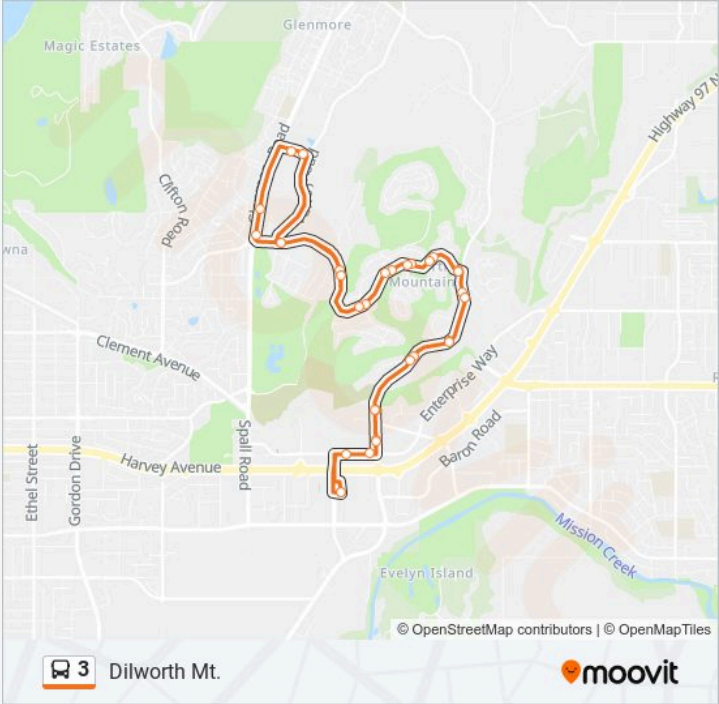 Glenmore
Magic Estates
Highway 97 N
Clifton Road
Mountain
Clement Avenue
Enterprise Way
Baron Road
Spall Road
Harvey Avenue
Gordon Drive
Ethel Street
Mission Creek
Evelyn Island
© OpenStreetMap contributors | © OpenMapTiles
3 Dilworth Mt.
moovit